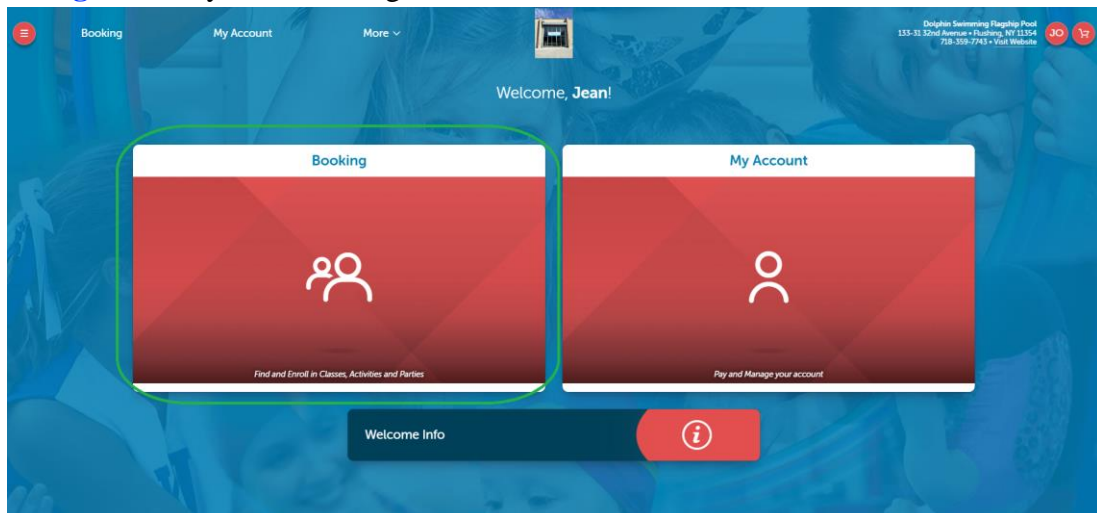 Booking
My Account
More
Dolphin Swimming Flagship Pool
133-31 32nd Avenue • Flushing, NY 11354
718-359-7743 • Visit Website
JO
Welcome, Jean!
Booking
My Account
Find and Enroll in Classes, Activities and Parties
Pay and Manage your account
Welcome Info
i